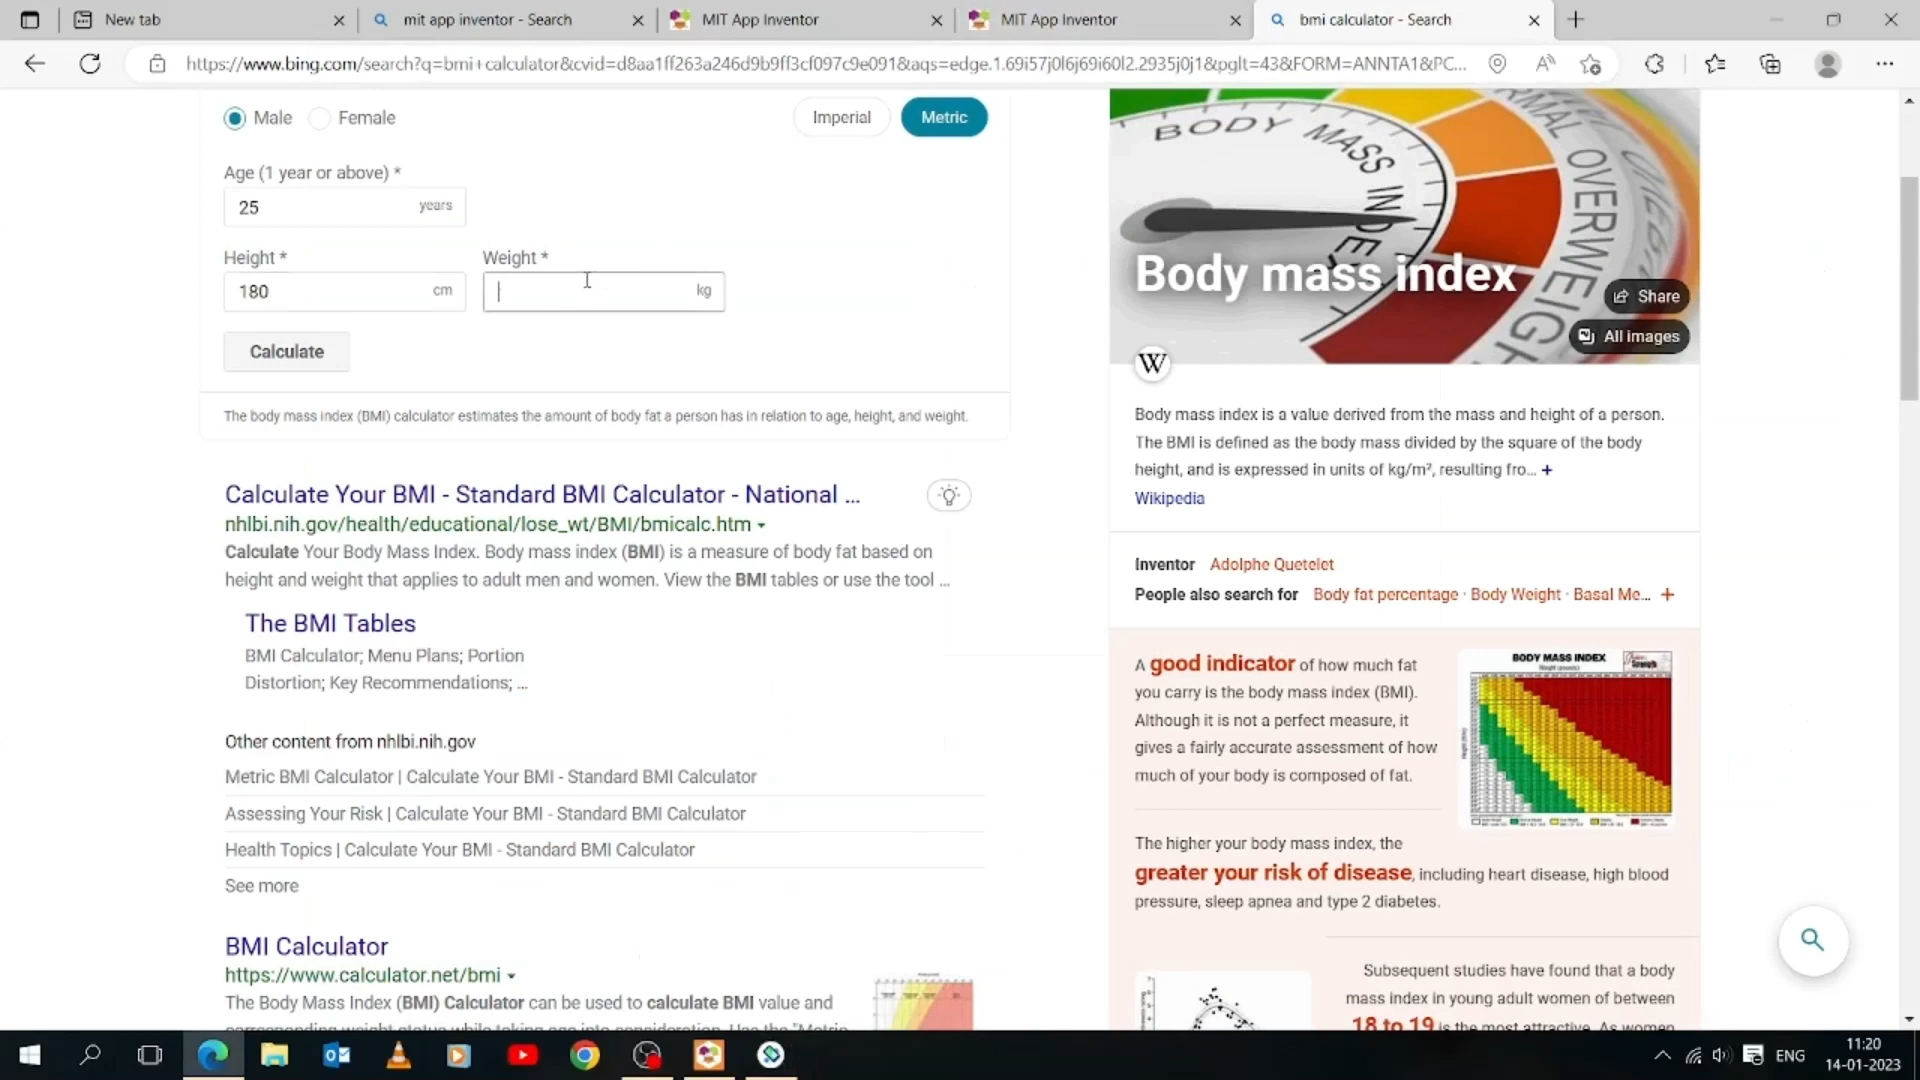 New tab
mit app inventor - Search
MIT App Inventor
MIT App Inventor
bmi calculator - Search
https://www.bing.com/search?q=bmi+calculator&cvid=d8aa1ff263a246d9b9ff3cf097c9e091&aqs=edge.1.69i57j0l6j69i60l2.2935j0j1&pglt=43&FORM=ANNTA1&PC...
Male
Female
Imperial
Metric
Age (1 year or above) *
25 years
Height *
Weight *
180 cm
kg
Calculate
The body mass index (BMI) calculator estimates the amount of body fat a person has in relation to age, height, and weight.
Calculate Your BMI - Standard BMI Calculator - National ...
nhlbi.nih.gov/health/educational/lose_wt/BMI/bmicalc.htm
Calculate Your Body Mass Index. Body mass index (BMI) is a measure of body fat based on
height and weight that applies to adult men and women. View the BMI tables or use the tool ...
The BMI Tables
BMI Calculator; Menu Plans; Portion
Distortion; Key Recommendations; ...
Other content from nhlbi.nih.gov
Metric BMI Calculator | Calculate Your BMI - Standard BMI Calculator
Assessing Your Risk | Calculate Your BMI - Standard BMI Calculator
Health Topics | Calculate Your BMI - Standard BMI Calculator
See more
BMI Calculator
https://www.calculator.net/bmi
The Body Mass Index (BMI) Calculator can be used to calculate BMI value and
corresponding weight status while taking age into consideration. Use the "Metric
BODY MASS INDEX
NORMAL
OVERWEIGH
Body mass index
Share
All images
W
Body mass index is a value derived from the mass and height of a person.
The BMI is defined as the body mass divided by the square of the body
height, and is expressed in units of kg/m², resulting fro... +
Wikipedia
Inventor Adolphe Quetelet
People also search for Body fat percentage · Body Weight · Basal Me... +
A good indicator of how much fat
you carry is the body mass index (BMI).
Although it is not a perfect measure, it
gives a fairly accurate assessment of how
much of your body is composed of fat.
BODY MASS INDEX
The higher your body mass index, the
greater your risk of disease, including heart disease, high blood
pressure, sleep apnea and type 2 diabetes.
Subsequent studies have found that a body
mass index in young adult women of between
18 to 19 is the most attractive. As women
ENG
11:20
14-01-2023